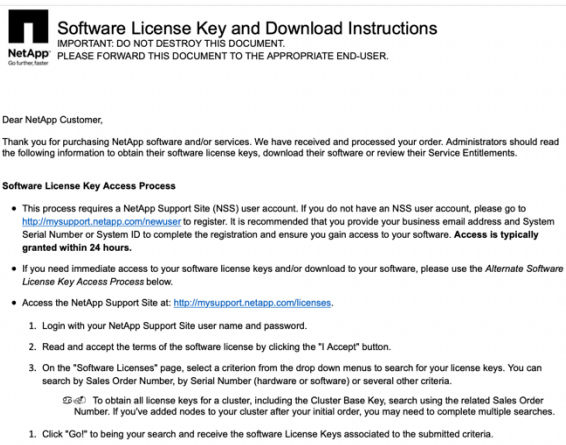 NetApp
Go further, faster
Software License Key and Download Instructions
IMPORTANT: DO NOT DESTROY THIS DOCUMENT.
PLEASE FORWARD THIS DOCUMENT TO THE APPROPRIATE END-USER.
Dear NetApp Customer,
Thank you for purchasing NetApp software and/or services. We have received and processed your order. Administrators should read
the following information to obtain their software license keys, download their software or review their Service Entitlements.
Software License Key Access Process
• This process requires a NetApp Support Site (NSS) user account. If you do not have an NSS user account, please go to
http://mysupport.netapp.com/newuser to register. It is recommended that you provide your business email address and System
Serial Number or System ID to complete the registration and ensure you gain access to your software. Access is typically
granted within 24 hours.
• If you need immediate access to your software license keys and/or download to your software, please use the Alternate Software
License Key Access Process below.
• Access the NetApp Support Site at: http://mysupport.netapp.com/licenses.
1. Login with your NetApp Support Site user name and password.
2. Read and accept the terms of the software license by clicking the "I Accept" button.
3. On the "Software Licenses" page, select a criterion from the drop down menus to search for your license keys. You can
search by Sales Order Number, by Serial Number (hardware or software) or several other criteria.
To obtain all license keys for a cluster, including the Cluster Base Key, search using the related Sales Order
Number. If you've added nodes to your cluster after your initial order, you may need to complete multiple searches.
1. Click "Go!" to being your search and receive the software License Keys associated to the submitted criteria.